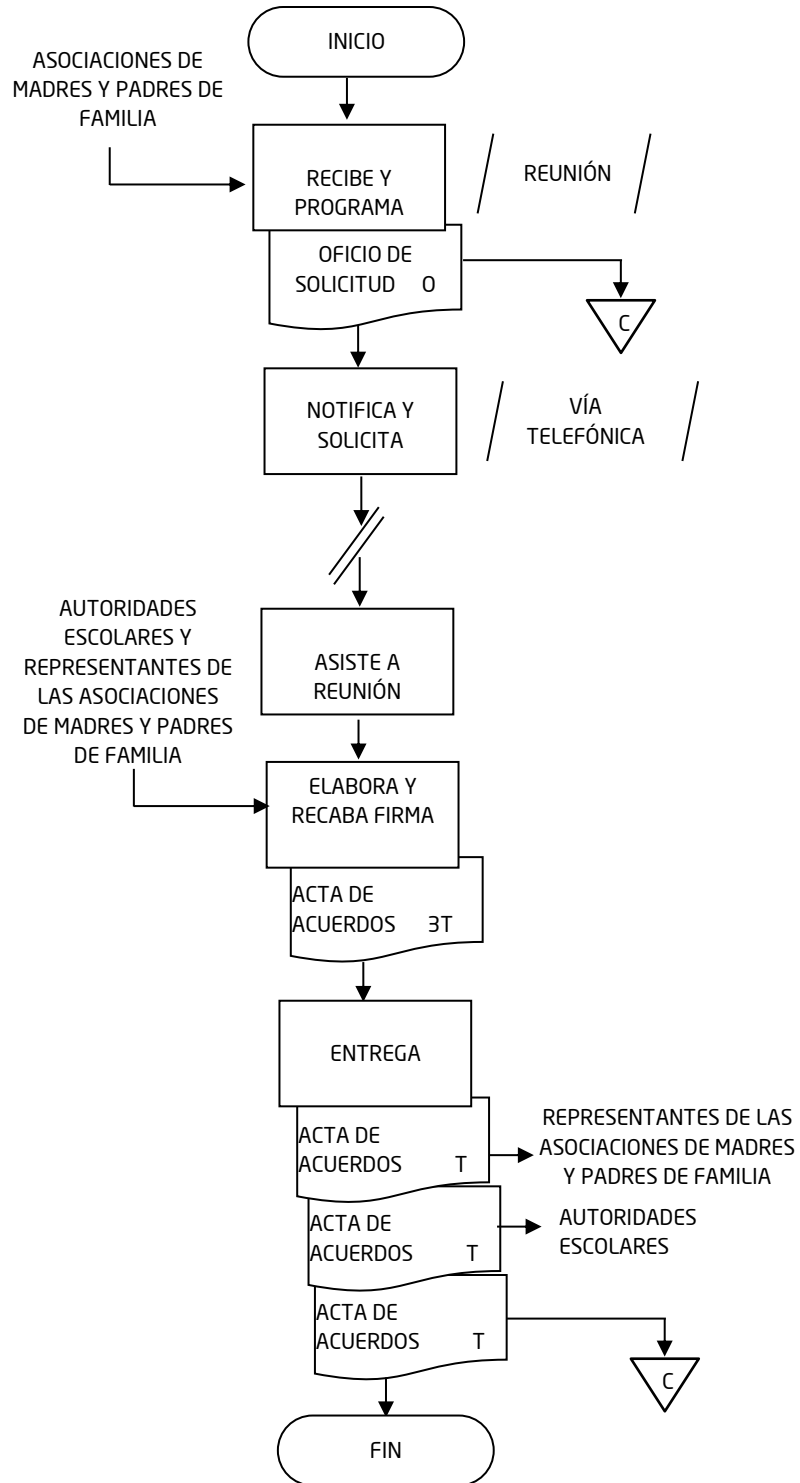 INICIO
ASOCIACIONES DE
MADRES Y PADRES DE
FAMILIA
RECIBE Y
PROGRAMA
REUNIÓN
OFICIO DE
SOLICITUD O
C
NOTIFICA Y
SOLICITA
VÍA
TELEFÓNICA
AUTORIDADES
ESCOLARES Y
REPRESENTANTES DE
LAS ASOCIACIONES
DE MADRES Y PADRES
DE FAMILIA
ASISTE A
REUNIÓN
ELABORA Y
RECABA FIRMA
ACTA DE
ACUERDOS 3T
ENTREGA
ACTA DE
ACUERDOS T
REPRESENTANTES DE LAS
ASOCIACIONES DE MADRES
Y PADRES DE FAMILIA
ACTA DE
ACUERDOS T
AUTORIDADES
ESCOLARES
ACTA DE
ACUERDOS T
C
FIN